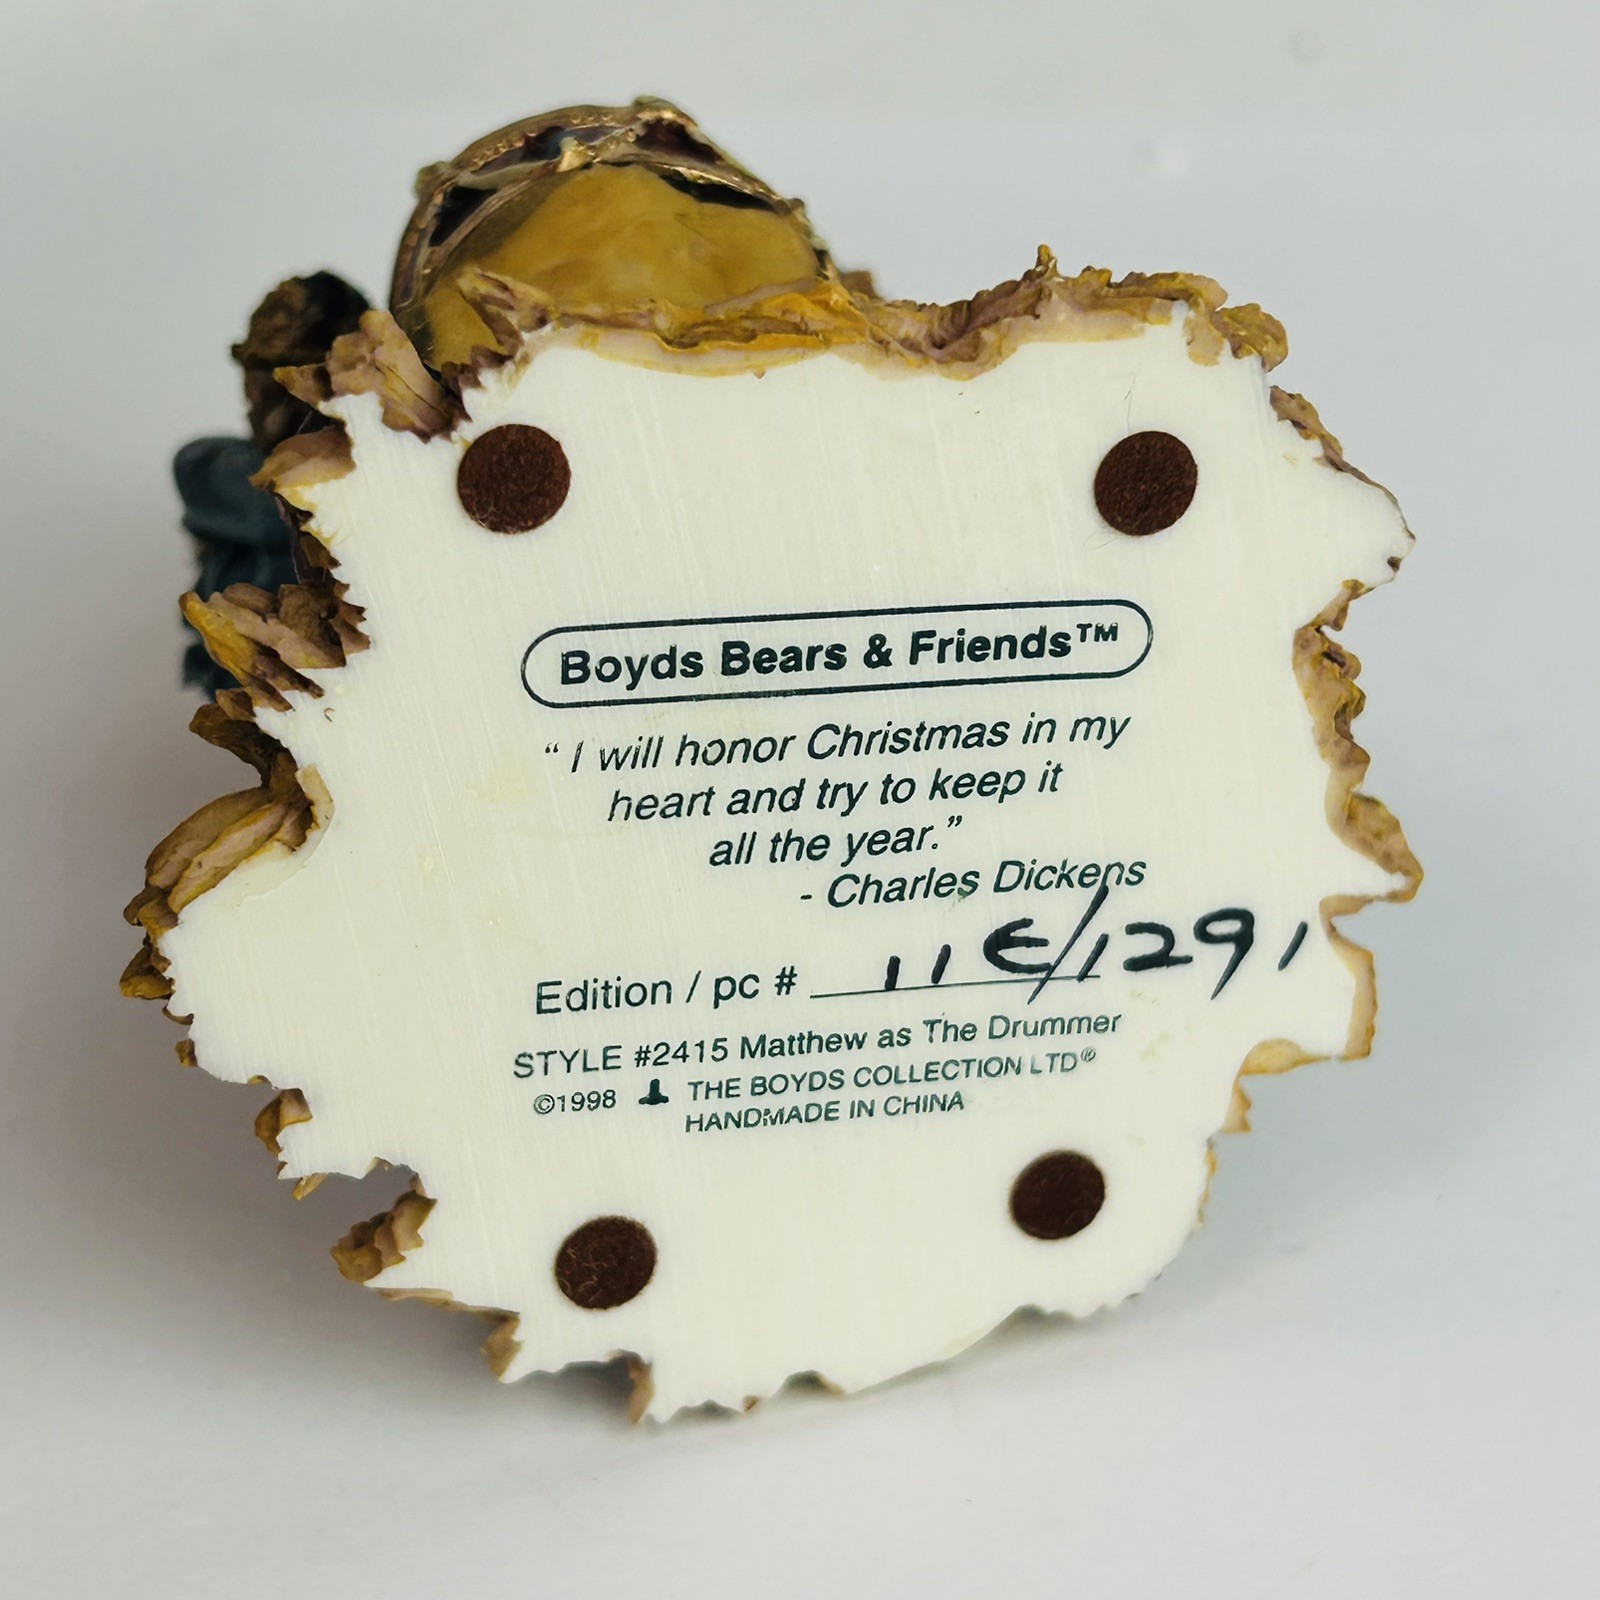 Boyds Bears & Friends™
“ I will honor Christmas in my
heart and try to keep it
all the year.”
- Charles Dickens
Edition / pc # 11E/1291
STYLE #2415 Matthew as The Drummer
©1998 THE BOYDS COLLECTION LTD®
HANDMADE IN CHINA